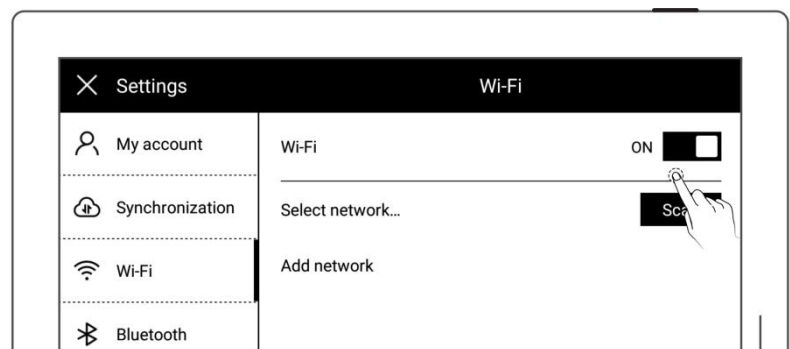 Settings
Wi-Fi
My account
Synchronization
Wi-Fi
Bluetooth
Wi-Fi
ON
Select network...
Add network